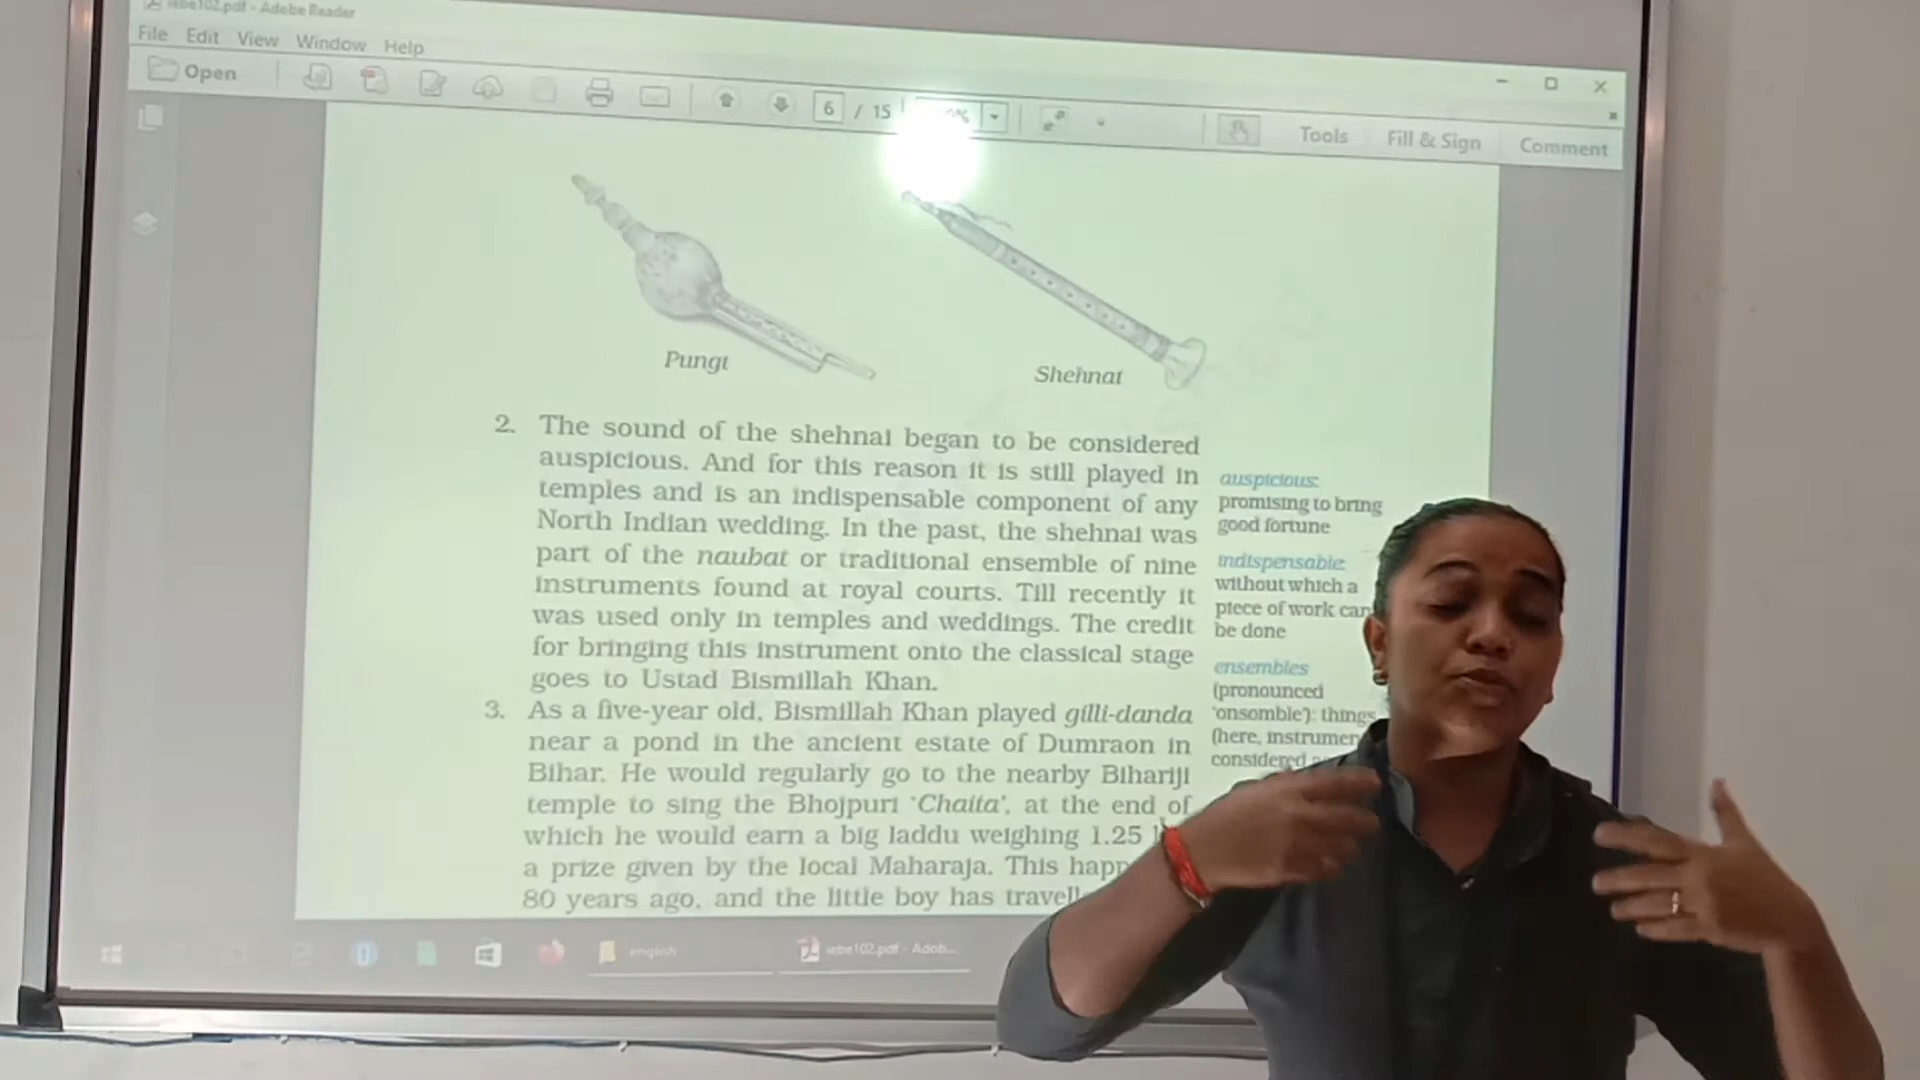 iebe102.pdf - Adobe Reader
File Edit View Window Help
Open
6 / 15
Tools Fill & Sign Comment
Pungi
Shehnai
2. The sound of the shehnai began to be considered
auspicious. And for this reason it is still played in
temples and is an indispensable component of any
North Indian wedding. In the past, the shehnai was
part of the naubat or traditional ensemble of nine
instruments found at royal courts. Till recently it
was used only in temples and weddings. The credit
for bringing this instrument onto the classical stage
goes to Ustad Bismillah Khan.
auspicious:
promising to bring
good fortune
indispensable:
without which a
piece of work can
be done
ensembles
(pronounced
'onsomble'): things
(here,
considered
3. As a five-year old, Bismillah Khan played gilli-danda
near a pond in the ancient estate of Dumraon in
Bihar. He would regularly go to the nearby Bihariji
temple to sing the Bhojpuri 'Chaita', at the end of
which he would earn a big laddu weighing 1.25
a prize given by the local Maharaja. This
80 years ago, and the little boy has
english
iebe102.pdf - Adob...